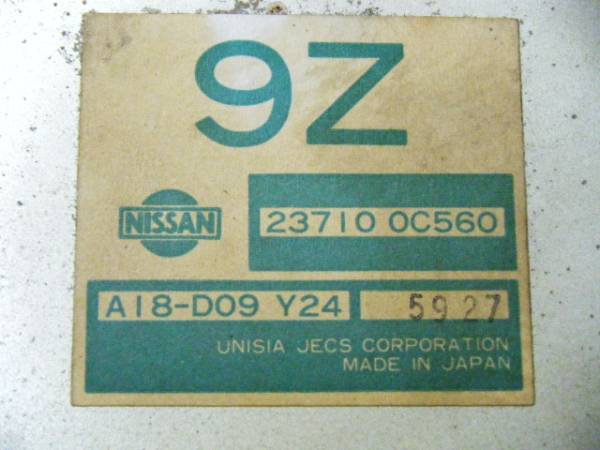 9Z
NISSAN
23710 0C560
A18-D09 Y24
5927
UNISIA JECS CORPORATION
MADE IN JAPAN